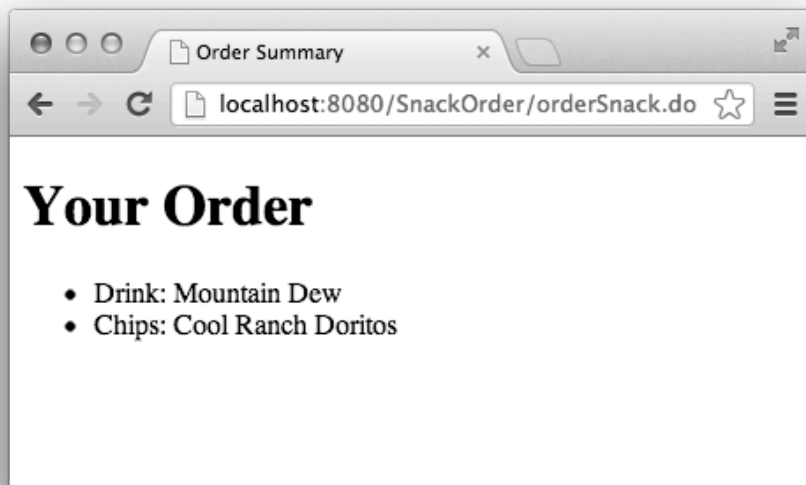 Order Summary
localhost:8080/SnackOrder/orderSnack.do
Your Order
Drink: Mountain Dew
Chips: Cool Ranch Doritos